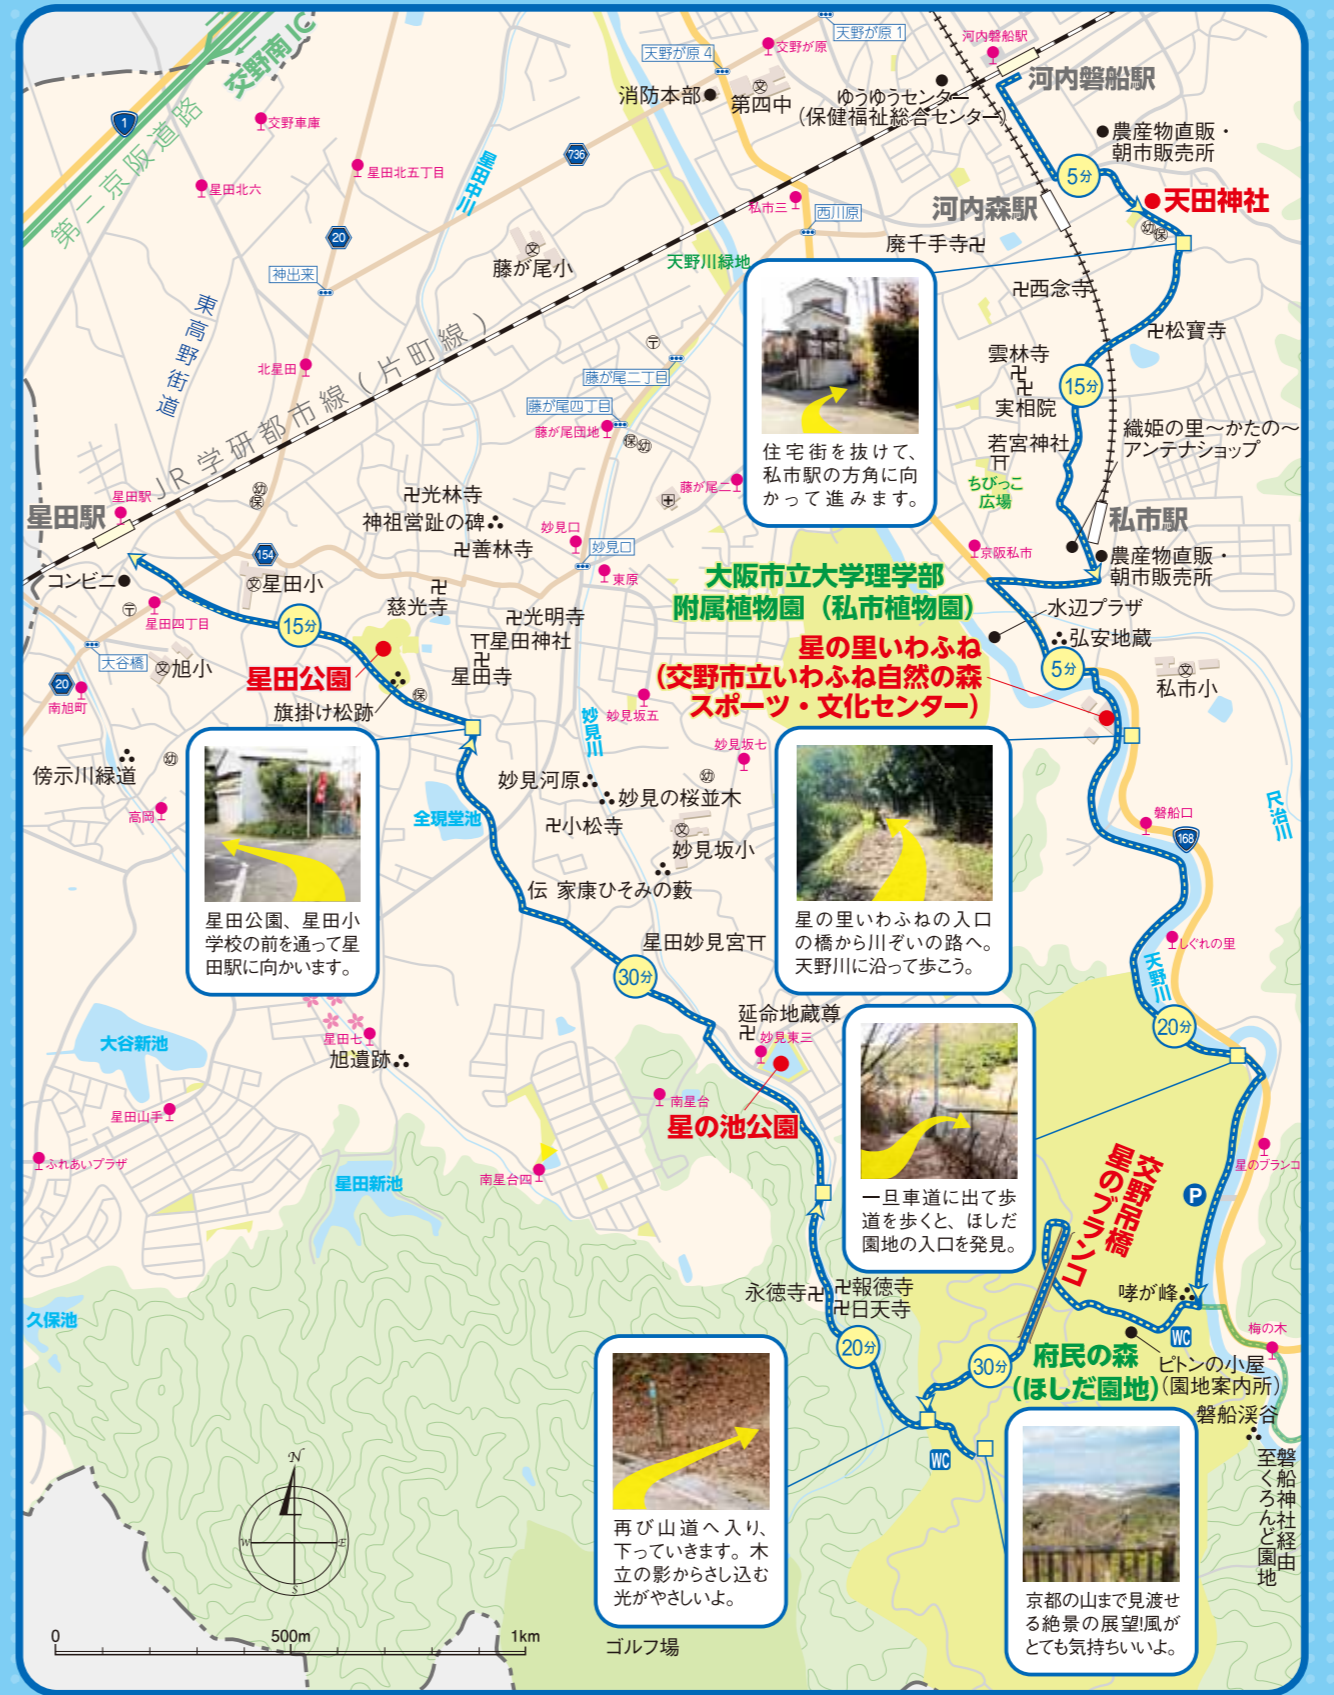 交野南IC
第二京阪道路
1
交野車庫
星田北六
星田北五丁目
20
神出来
東高野街道
北星田
JR学研都市線(片町線)
星田中川
736
藤が尾小
天野が原4
交野が原
天野が原1
消防本部
第四中
ゆうゆうセンター
(保健福祉総合センター)
河内磐船駅
河内磐船駅
農産物直販・
朝市販売所
5分
天田神社
幼保
私市三
西川原
河内森駅
廃千手寺卍
天野川緑地
卍西念寺
卍松寶寺
雲林寺
卍
卍
実相院
15分
若宮神社
織姫の里〜かたの〜
アンテナショップ
ちびっこ
広場
私市駅
京阪私市
農産物直販・
朝市販売所
住宅街を抜けて、
私市駅の方角に向
かって進みます。
藤が尾二丁目
藤が尾四丁目
藤が尾団地
保幼
藤が尾二
星田駅
星田駅
幼保
卍光林寺
神祖営趾の碑
卍善林寺
妙見口
妙見口
東原
154
コンビニ
文星田小
慈光寺
卍
卍光明寺
星田神社
卍
星田寺
星田四丁目
大谷橋
文旭小
20
南旭町
15分
星田公園
旗掛け松跡
保
大阪市立大学理学部
附属植物園(私市植物園)
水辺プラザ
弘安地蔵
星の里いわふね
(交野市立いわふね自然の森
スポーツ・文化センター)
5分
文
私市小
妙見坂五
妙見川
妙見坂七
傍示川緑道
幼
高岡
星田公園、星田小
学校の前を通って星
田駅に向かいます。
全現堂池
妙見河原
妙見の桜並木
幼
卍小松寺
文
妙見坂小
伝 家康ひそみの藪
星田妙見宮
星の里いわふねの入口
の橋から川ぞいの路へ。
天野川に沿って歩こう。
磐船口
168
尺治川
しぐれの里
天野川
20分
30分
延命地蔵尊
卍
妙見東三
南星台
星の池公園
大谷新池
星田七
旭遺跡
星田山手
ふれあいプラザ
星田新池
南星台四
一旦車道に出て歩
道を歩くと、ほしだ
園地の入口を発見。
星のブランコ
P
交野吊橋
星のブランコ
哮が峰
WC
梅の木
ピトンの小屋
(園地案内所)
磐船渓谷
府民の森
(ほしだ園地)
30分
永徳寺卍
卍報徳寺
卍日天寺
20分
WC
久保池
再び山道へ入り、
下っていきます。木
立の影からさし込む
光がやさしいよ。
京都の山まで見渡せ
る絶景の展望!風が
とても気持ちいいよ。
磐船神社経由
至くろんど園地
ゴルフ場
N
W
E
S
0
500m
1km